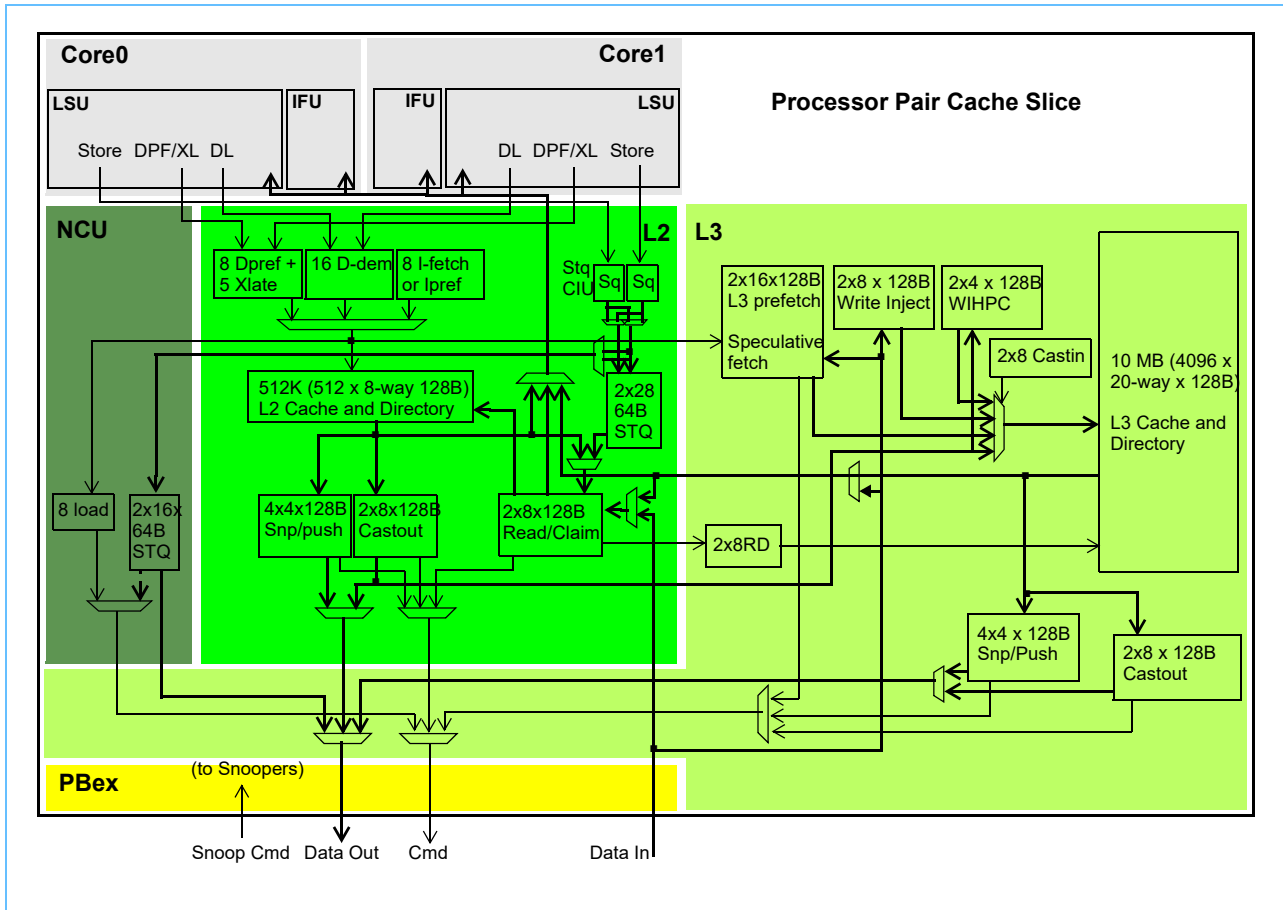 Core0
Core1
Processor Pair Cache Slice
LSU
IFU
IFU
LSU
Store DPF/XL DL
DL DPF/XL Store
NCU
L2
L3
8 Dpref +
5 Xlate
16 D-dem
8 I-fetch
or Ipref
Stq
CIU
Sq
Sq
2x16x128B
L3 prefetch
Speculative
fetch
2x8 x 128B
Write Inject
2x4 x 128B
WIHPC
2x8 Castin
10 MB (4096 x
20-way x 128B)
L3 Cache and
Directory
512K (512 x 8-way 128B)
L2 Cache and Directory
2x28
64B
STQ
8 load
2x16x
64B
STQ
4x4x128B
Snp/push
2x8x128B
Castout
2x8x128B
Read/Claim
2x8RD
4x4 x 128B
Snp/Push
2x8 x 128B
Castout
(to Snoopers)
PBex
Snoop Cmd
Data Out
Cmd
Data In